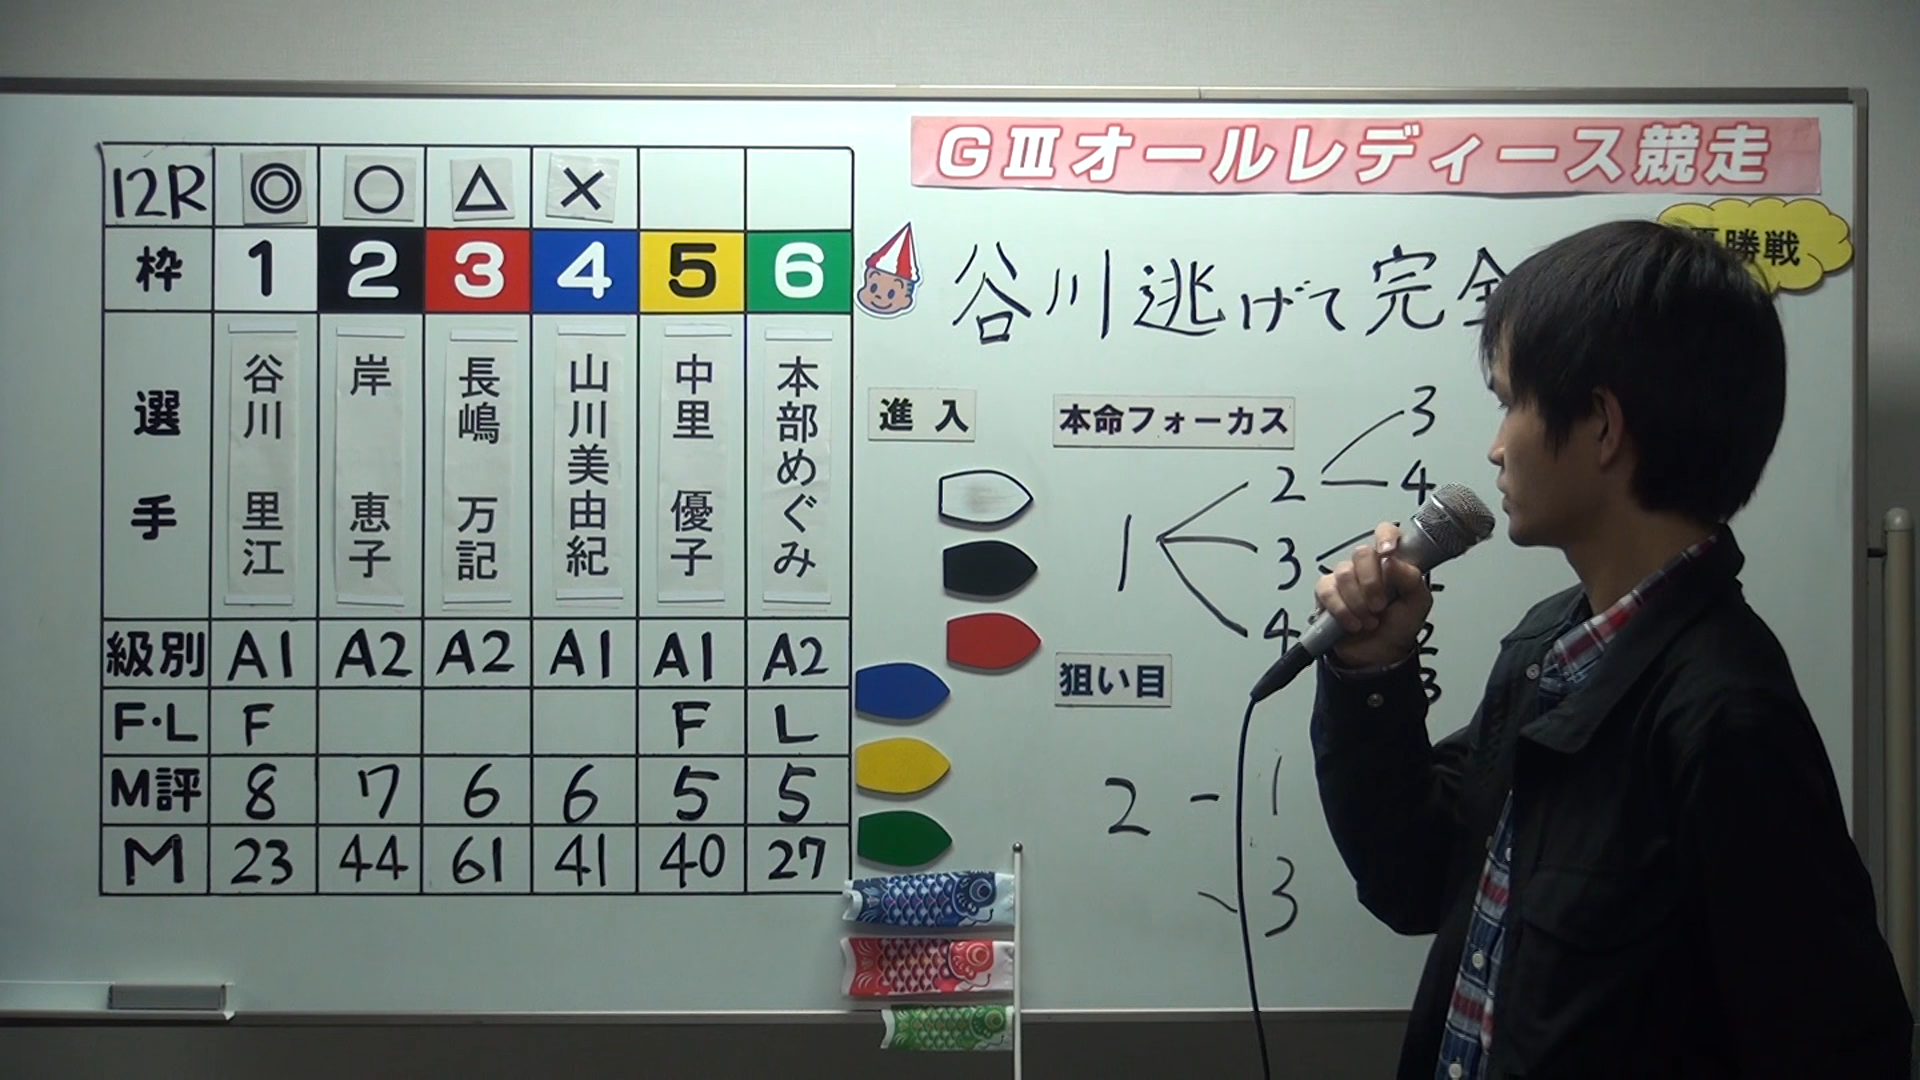 GⅢオールレディース競走
勝戦
12R ◎ ○ △ ×
枠 1 2 3 4 5 6
選手 谷川里江 岸恵子 長嶋万記 山川美由紀 中里優子 本部めぐみ
級別 A1 A2 A2 A1 A1 A2
F・L F F L
M評 8 7 6 6 5 5
M 23 44 61 41 40 27
谷川逃げて完全
進入
本命フォーカス
3
2 4
1 3
4 2
3
狙い目
2 - 1
3